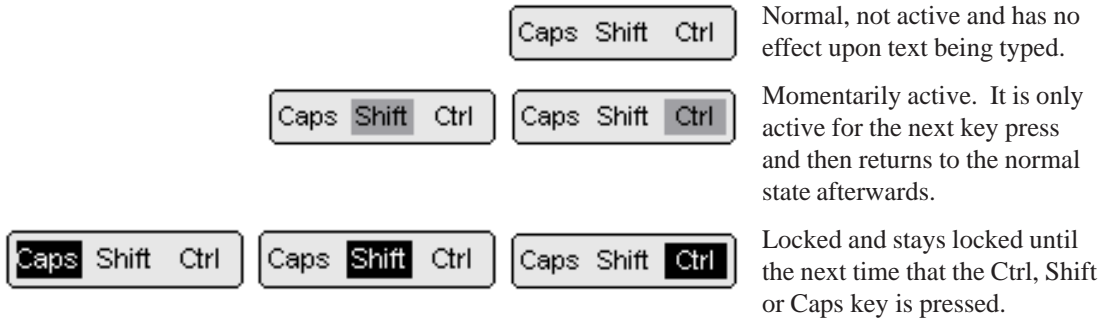 Caps Shift Ctrl
Normal, not active and has no
effect upon text being typed.
Caps Shift Ctrl
Caps Shift Ctrl
Momentarily active. It is only
active for the next key press
and then returns to the normal
state afterwards.
Caps Shift Ctrl
Caps Shift Ctrl
Caps Shift Ctrl
Locked and stays locked until
the next time that the Ctrl, Shift
or Caps key is pressed.